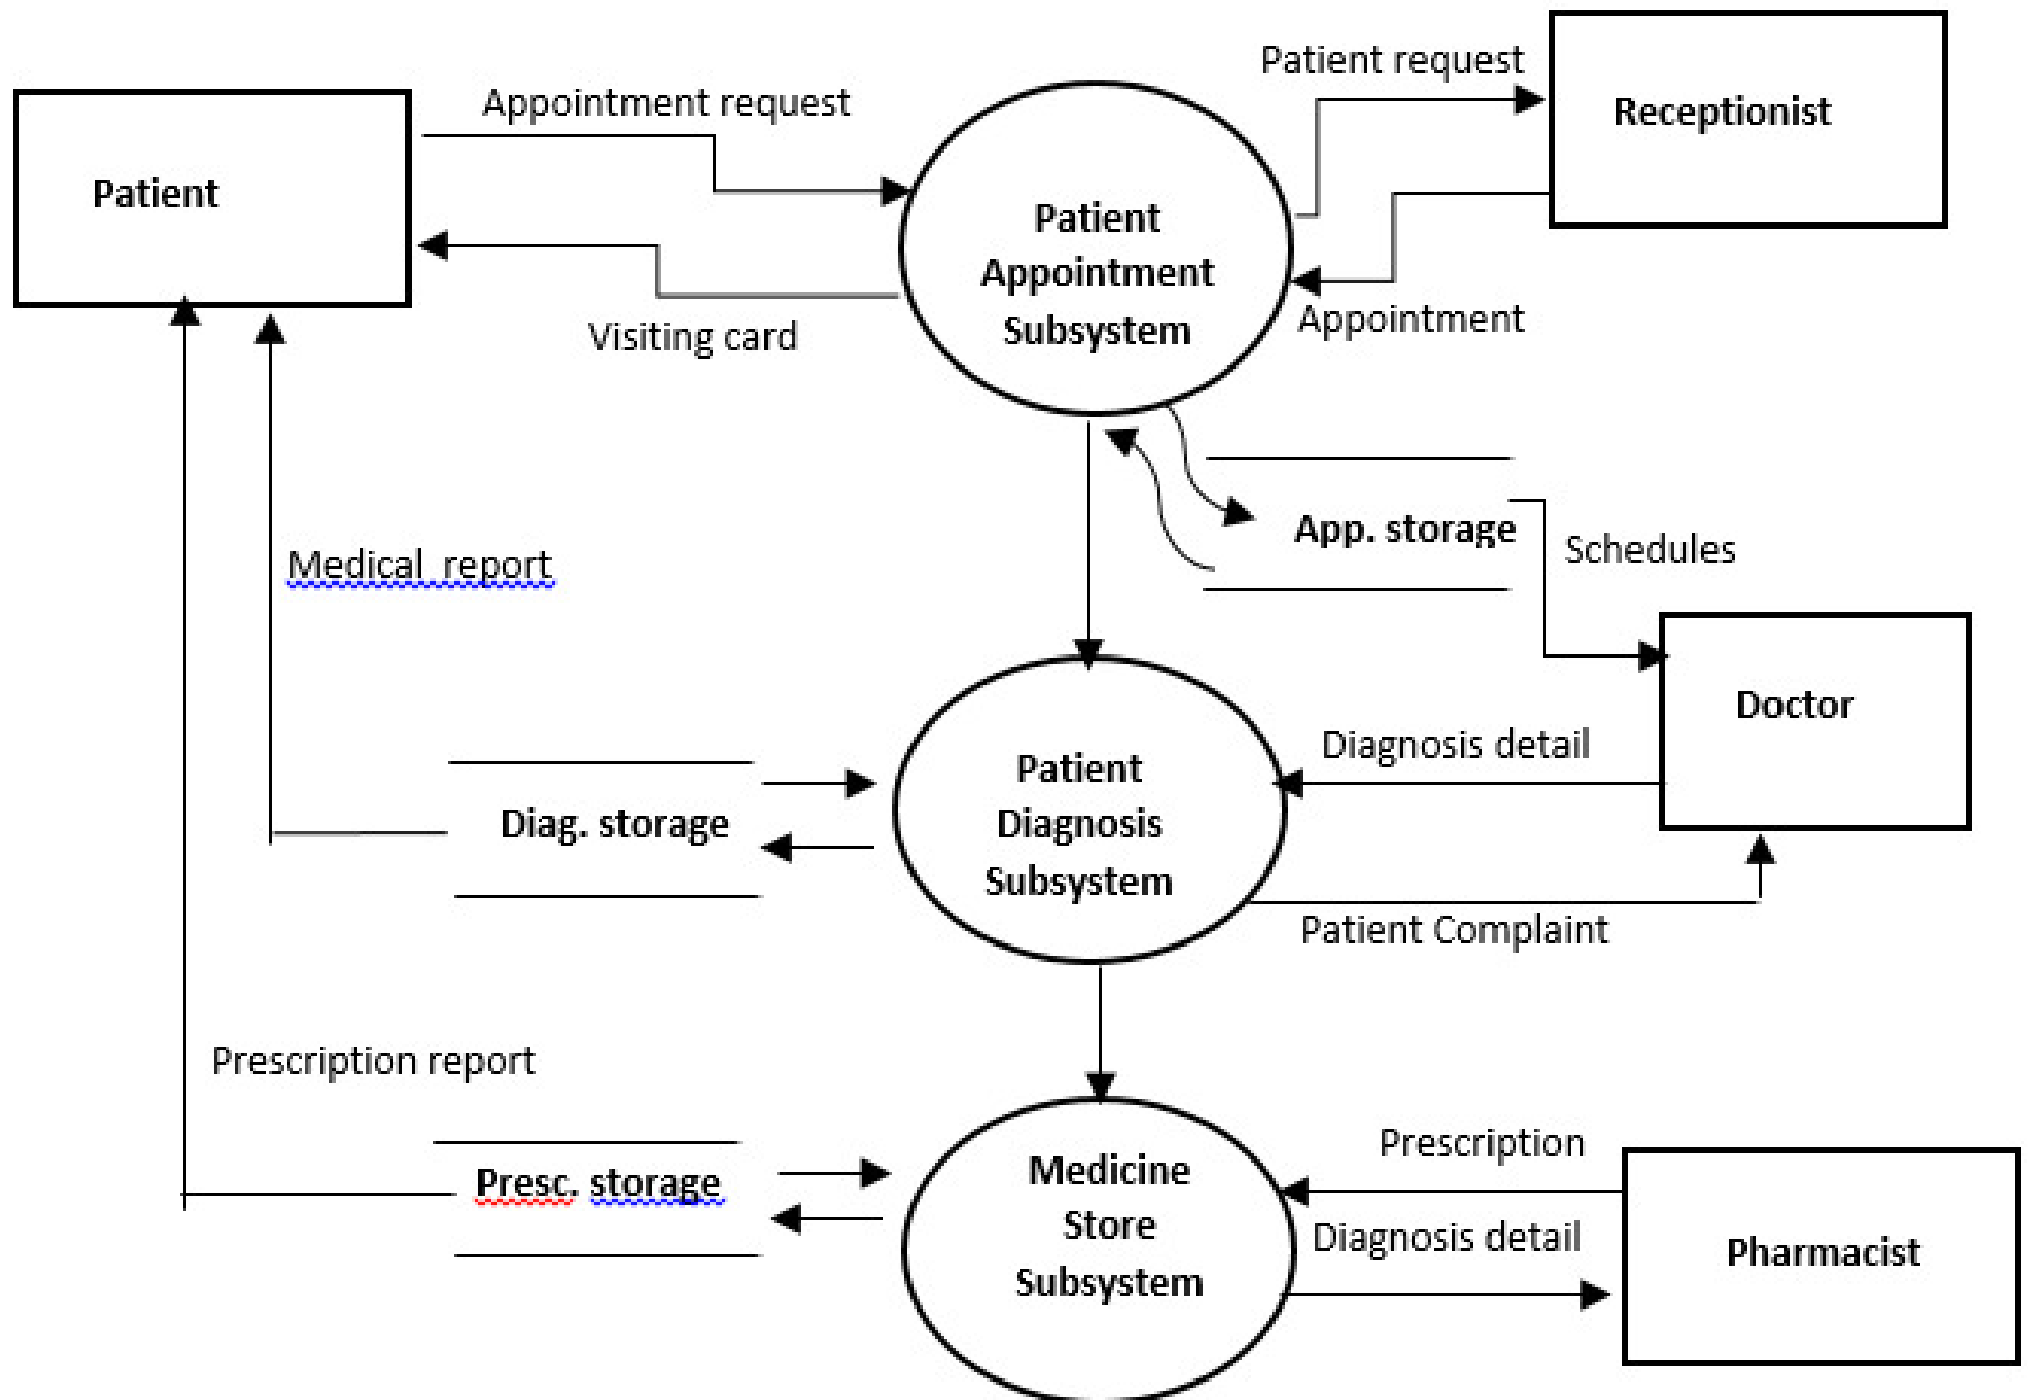 Patient request
Receptionist
Appointment request
Patient
Patient
Appointment
Subsystem
Visiting card
Appointment
App. storage
Schedules
Medical report
Doctor
Diagnosis detail
Patient
Diagnosis
Subsystem
Diag. storage
Patient Complaint
Prescription report
Presc. storage
Medicine
Store
Subsystem
Prescription
Diagnosis detail
Pharmacist